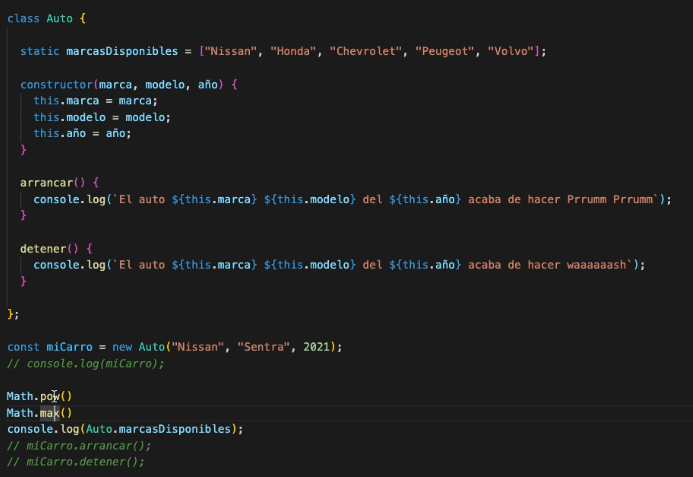 class Auto {
static marcasDisponibles = ["Nissan", "Honda", "Chevrolet", "Peugeot", "Volvo"];
constructor(marca, modelo, año) {
this.marca = marca;
this.modelo = modelo;
this.año = año;
}
arrancar() {
console.log(`El auto ${this.marca} ${this.modelo} del ${this.año} acaba de hacer Prrumm Prrumm`);
}
detener() {
console.log(`El auto ${this.marca} ${this.modelo} del ${this.año} acaba de hacer waaaaaash`);
}
};
const miCarro = new Auto("Nissan", "Sentra", 2021);
// console.log(miCarro);
Math.pow()
Math.mak()
console.log(Auto.marcasDisponibles);
// miCarro.arrancar();
// miCarro.detener();